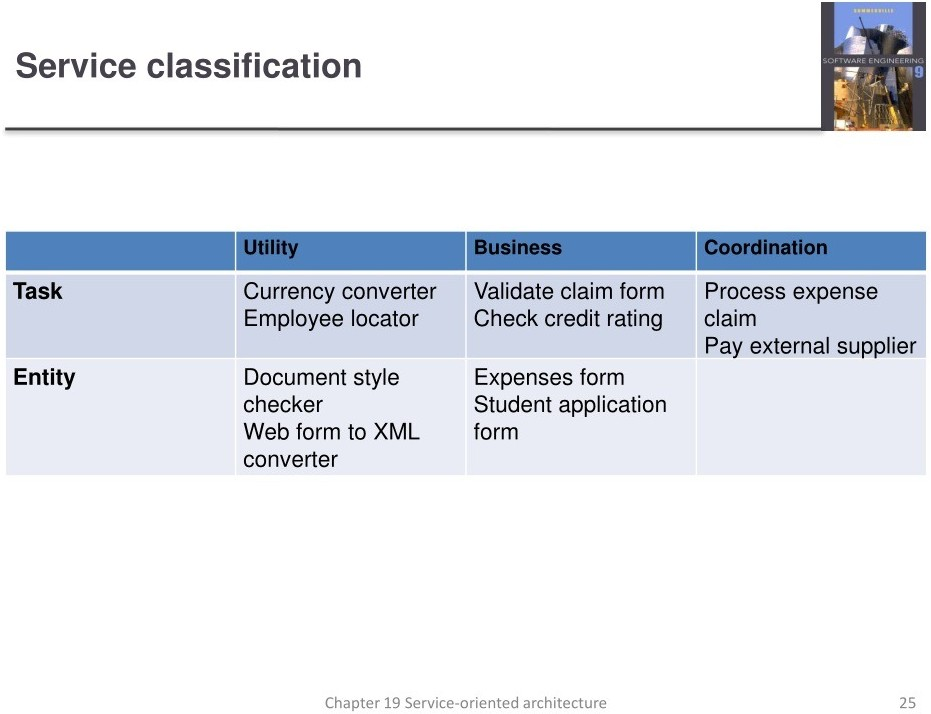 Service classification
SOMMERVILLE
SOFTWARE ENGINEERING
9
Utility
Business
Coordination
Task
Currency converter
Employee locator
Validate claim form
Check credit rating
Process expense
claim
Pay external supplier
Entity
Document style
checker
Web form to XML
converter
Expenses form
Student application
form
Chapter 19 Service-oriented architecture
25